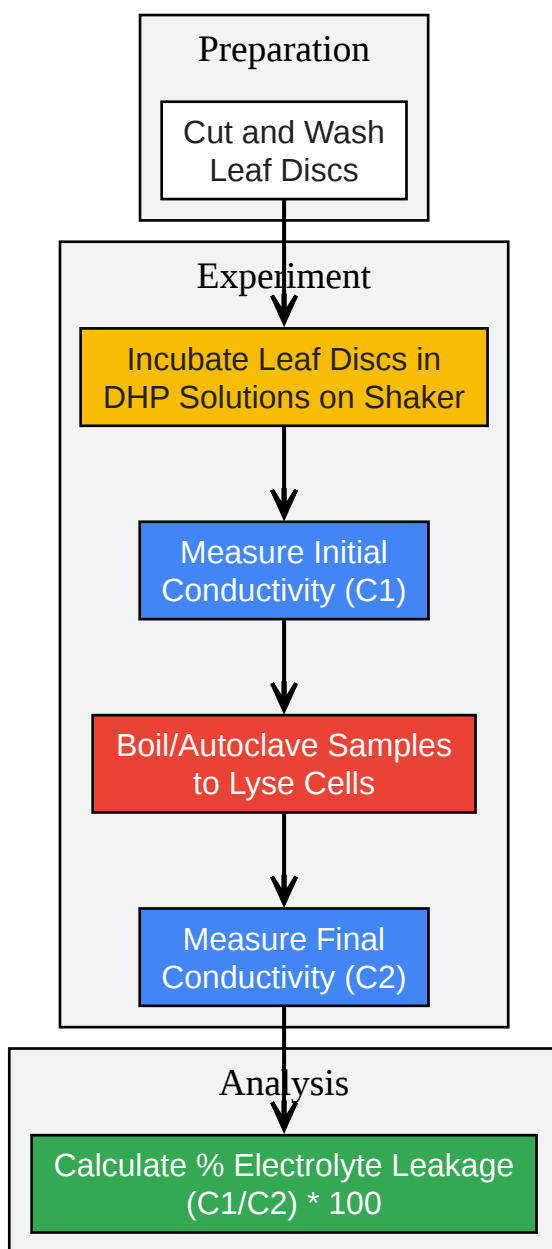 Preparation
Cut and Wash
Leaf Discs
Experiment
Incubate Leaf Discs in
DHP Solutions on Shaker
Measure Initial
Conductivity (C1)
Boil/Autoclave Samples
to Lyse Cells
Measure Final
Conductivity (C2)
Analysis
Calculate % Electrolyte Leakage
(C1/C2) * 100